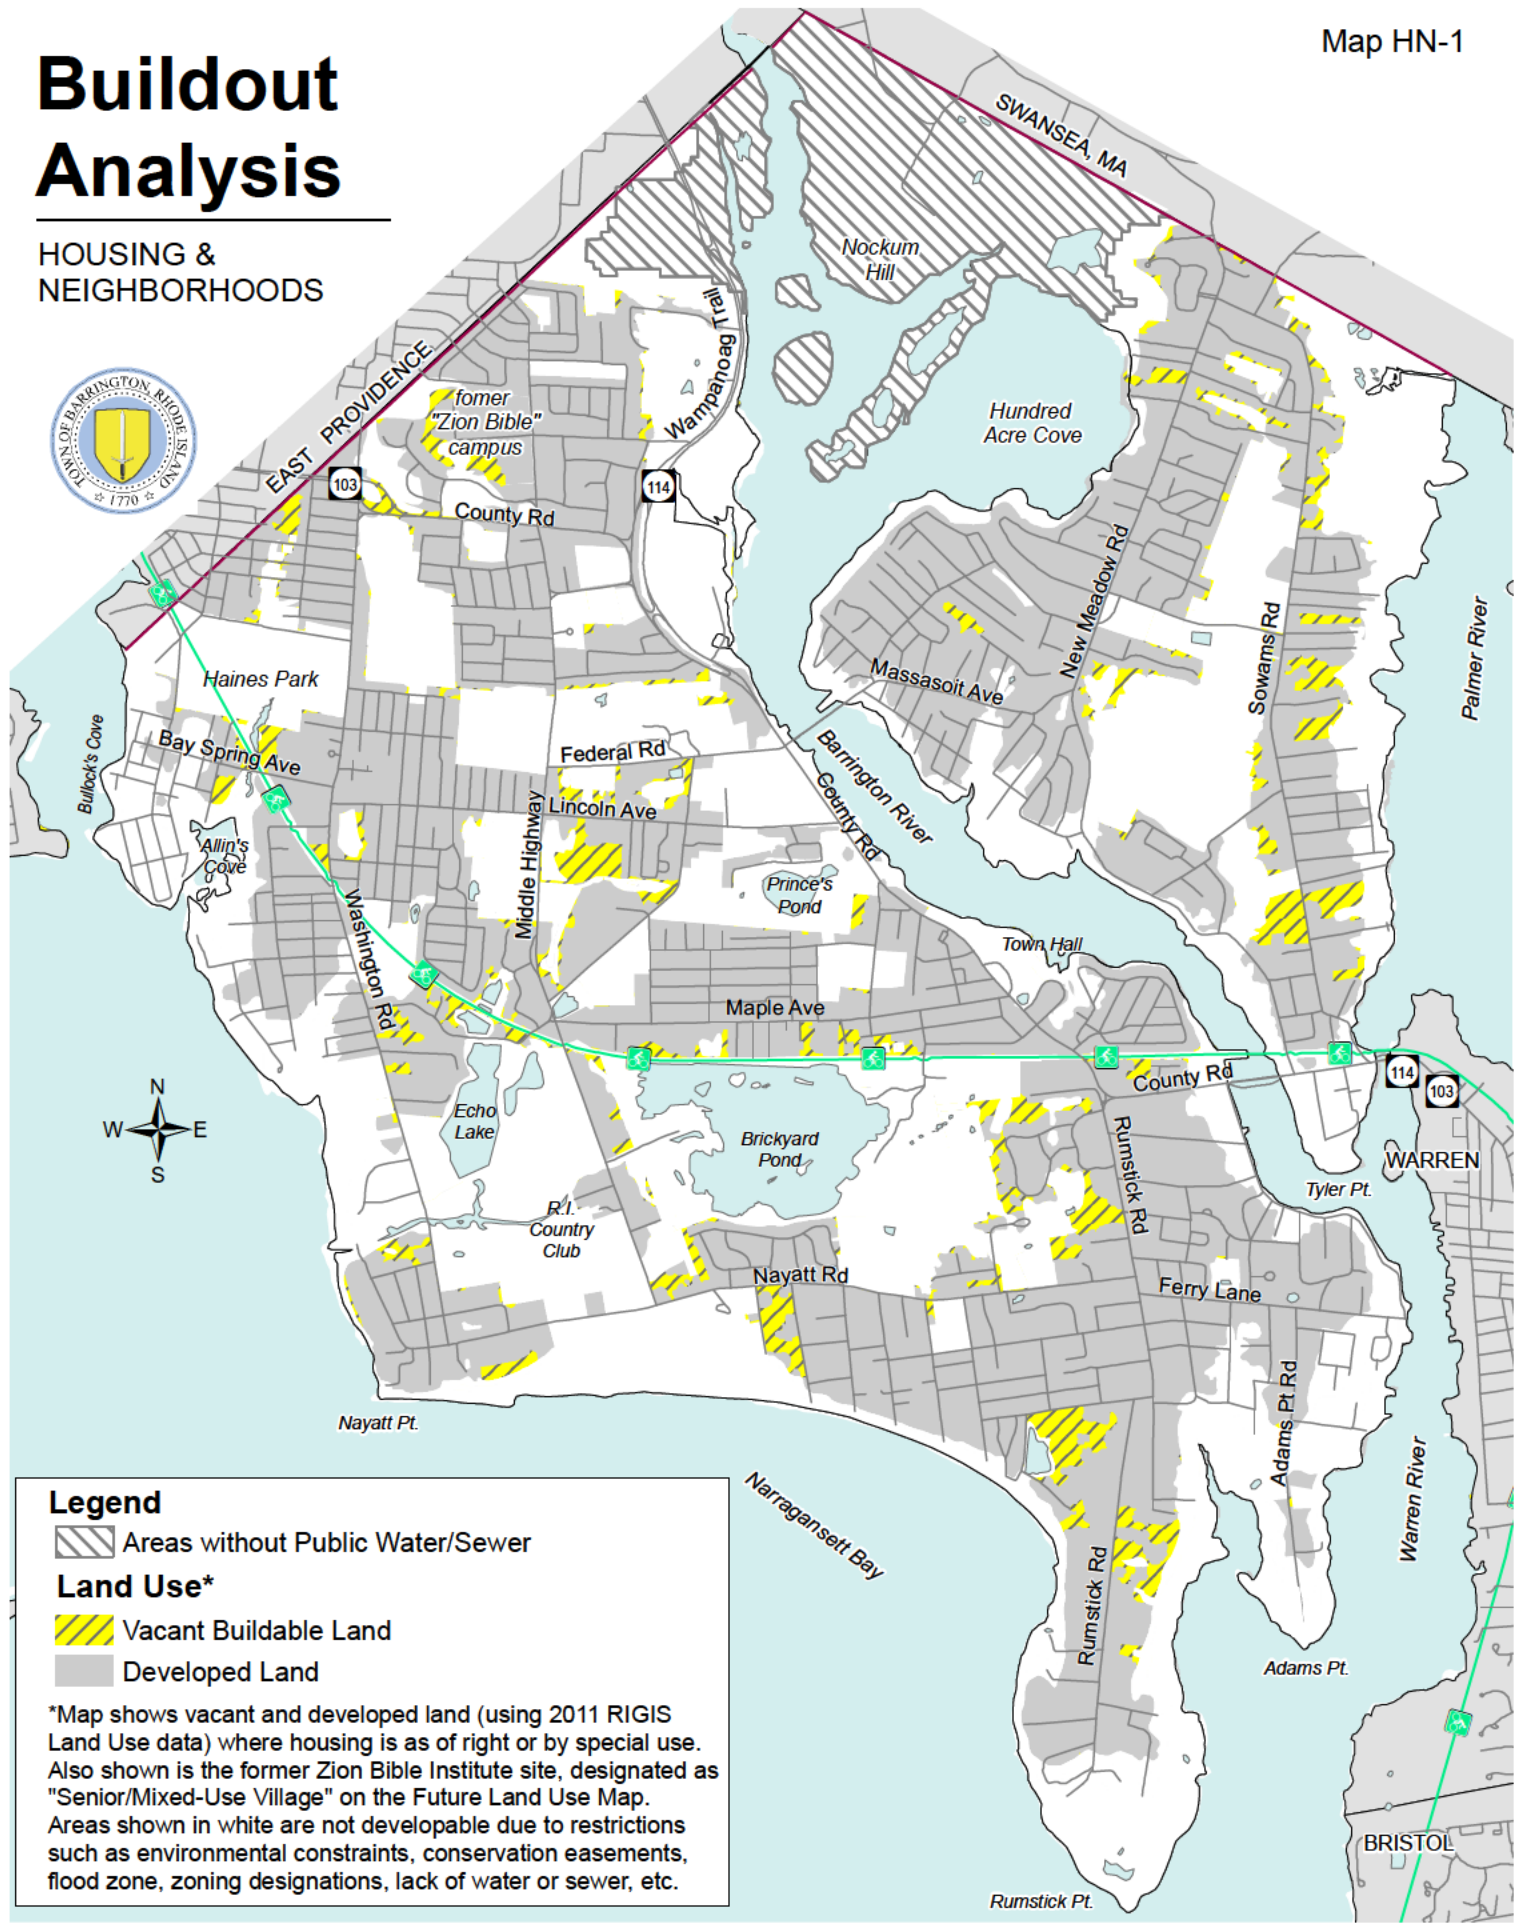 Map HN-1
Buildout
Analysis
HOUSING &
NEIGHBORHOODS
TOWN OF BARRINGTON, RHODE ISLAND
1770
SWANSEA, MA
Nockum
Hill
Wampanoag Trail
EAST PROVIDENCE
fomer
"Zion Bible"
campus
Hundred
Acre Cove
103
114
County Rd
New Meadow Rd
Sowams Rd
Palmer River
Massasoit Ave
Haines Park
Bullock's Cove
Bay Spring Ave
Federal Rd
Barrington River
County Rd
Lincoln Ave
Middle Highway
Allin's
Cove
Prince's
Pond
Washington Rd
Town Hall
Maple Ave
County Rd
114
103
N
W
E
S
Echo
Lake
Brickyard
Pond
Rumstick Rd
WARREN
Tyler Pt.
R.I.
Country
Club
Nayatt Rd
Ferry Lane
Adams Pt Rd
Nayatt Pt.
Warren River
Narragansett Bay
Rumstick Rd
Adams Pt.
BRISTOL
Rumstick Pt.
Legend
Areas without Public Water/Sewer
Land Use*
Vacant Buildable Land
Developed Land
*Map shows vacant and developed land (using 2011 RIGIS
Land Use data) where housing is as of right or by special use.
Also shown is the former Zion Bible Institute site, designated as
"Senior/Mixed-Use Village" on the Future Land Use Map.
Areas shown in white are not developable due to restrictions
such as environmental constraints, conservation easements,
flood zone, zoning designations, lack of water or sewer, etc.